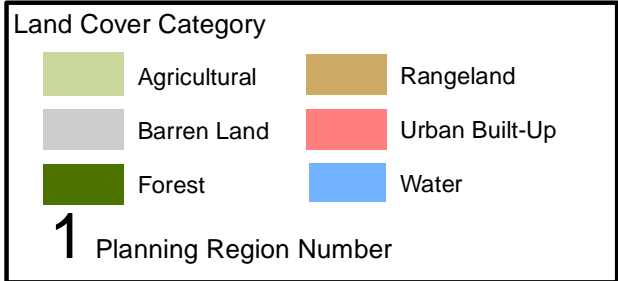 Land Cover Category
Agricultural Rangeland
Barren Land Urban Built-Up
Forest Water
1 Planning Region Number